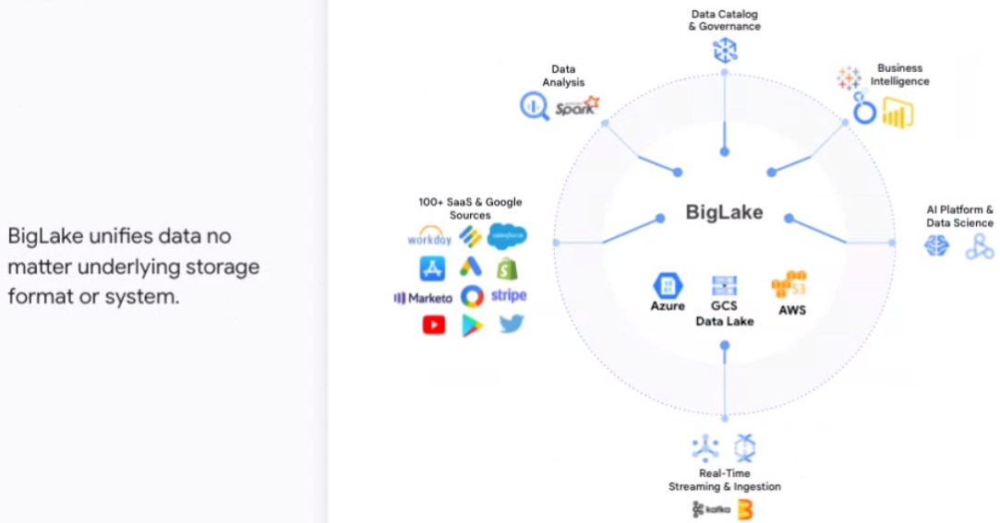 BigLake unifies data no
matter underlying storage
format or system.
Data Catalog
& Governance
Data
Analysis
Spark
Business
Intelligence
100+ SaaS & Google
Sources
workday
salesforce
Marketo
stripe
BigLake
AI Platform &
Data Science
S3
Azure
GCS
Data Lake
AWS
Real-Time
Streaming & Ingestion
kafka